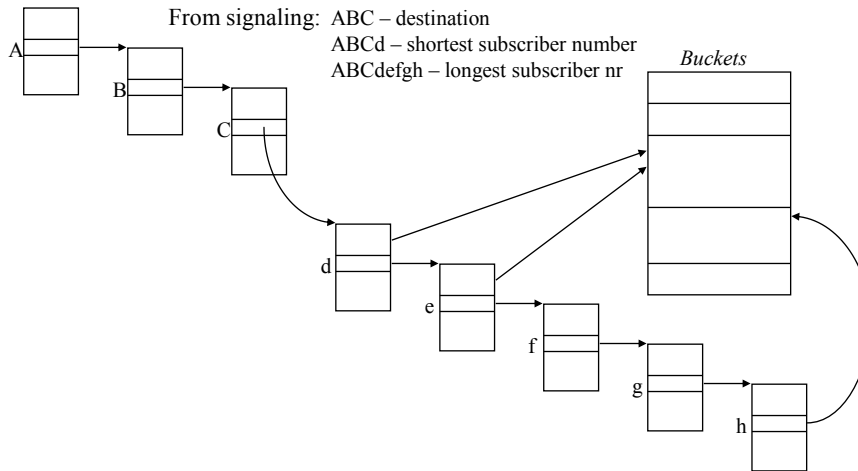 From signaling: ABC – destination
ABCd – shortest subscriber number
ABCdefgh – longest subscriber nr
Buckets
A
B
C
d
e
f
g
h